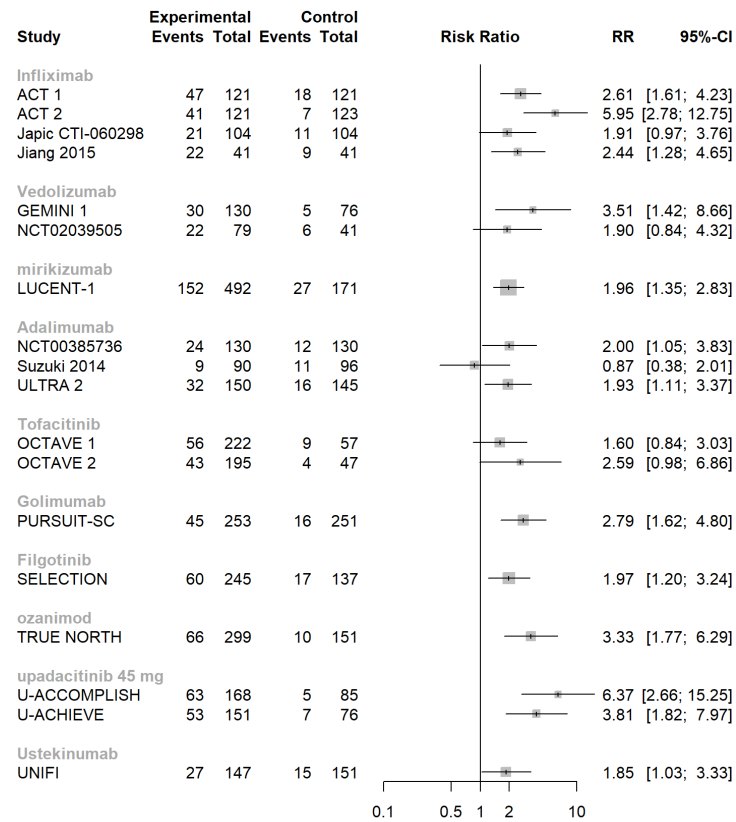 Experimental Control
Study Events Total Events Total Risk Ratio RR 95%-CI
Infliximab
ACT 1 47 121 18 121 2.61 [1.61; 4.23]
ACT 2 41 121 7 123 5.95 [2.78; 12.75]
Japic CTI-060298 21 104 11 104 1.91 [0.97; 3.76]
Jiang 2015 22 41 9 41 2.44 [1.28; 4.65]
Vedolizumab
GEMINI 1 30 130 5 76 3.51 [1.42; 8.66]
NCT02039505 22 79 6 41 1.90 [0.84; 4.32]
mirikizumab
LUCENT-1 152 492 27 171 1.96 [1.35; 2.83]
Adalimumab
NCT00385736 24 130 12 130 2.00 [1.05; 3.83]
Suzuki 2014 9 90 11 96 0.87 [0.38; 2.01]
ULTRA 2 32 150 16 145 1.93 [1.11; 3.37]
Tofacitinib
OCTAVE 1 56 222 9 57 1.60 [0.84; 3.03]
OCTAVE 2 43 195 4 47 2.59 [0.98; 6.86]
Golimumab
PURSUIT-SC 45 253 16 251 2.79 [1.62; 4.80]
Filgotinib
SELECTION 60 245 17 137 1.97 [1.20; 3.24]
ozanimod
TRUE NORTH 66 299 10 151 3.33 [1.77; 6.29]
upadacitinib 45 mg
U-ACCOMPLISH 63 168 5 85 6.37 [2.66; 15.25]
U-ACHIEVE 53 151 7 76 3.81 [1.82; 7.97]
Ustekinumab
UNIFI 27 147 15 151 1.85 [1.03; 3.33]
0.1 0.5 1 2 10